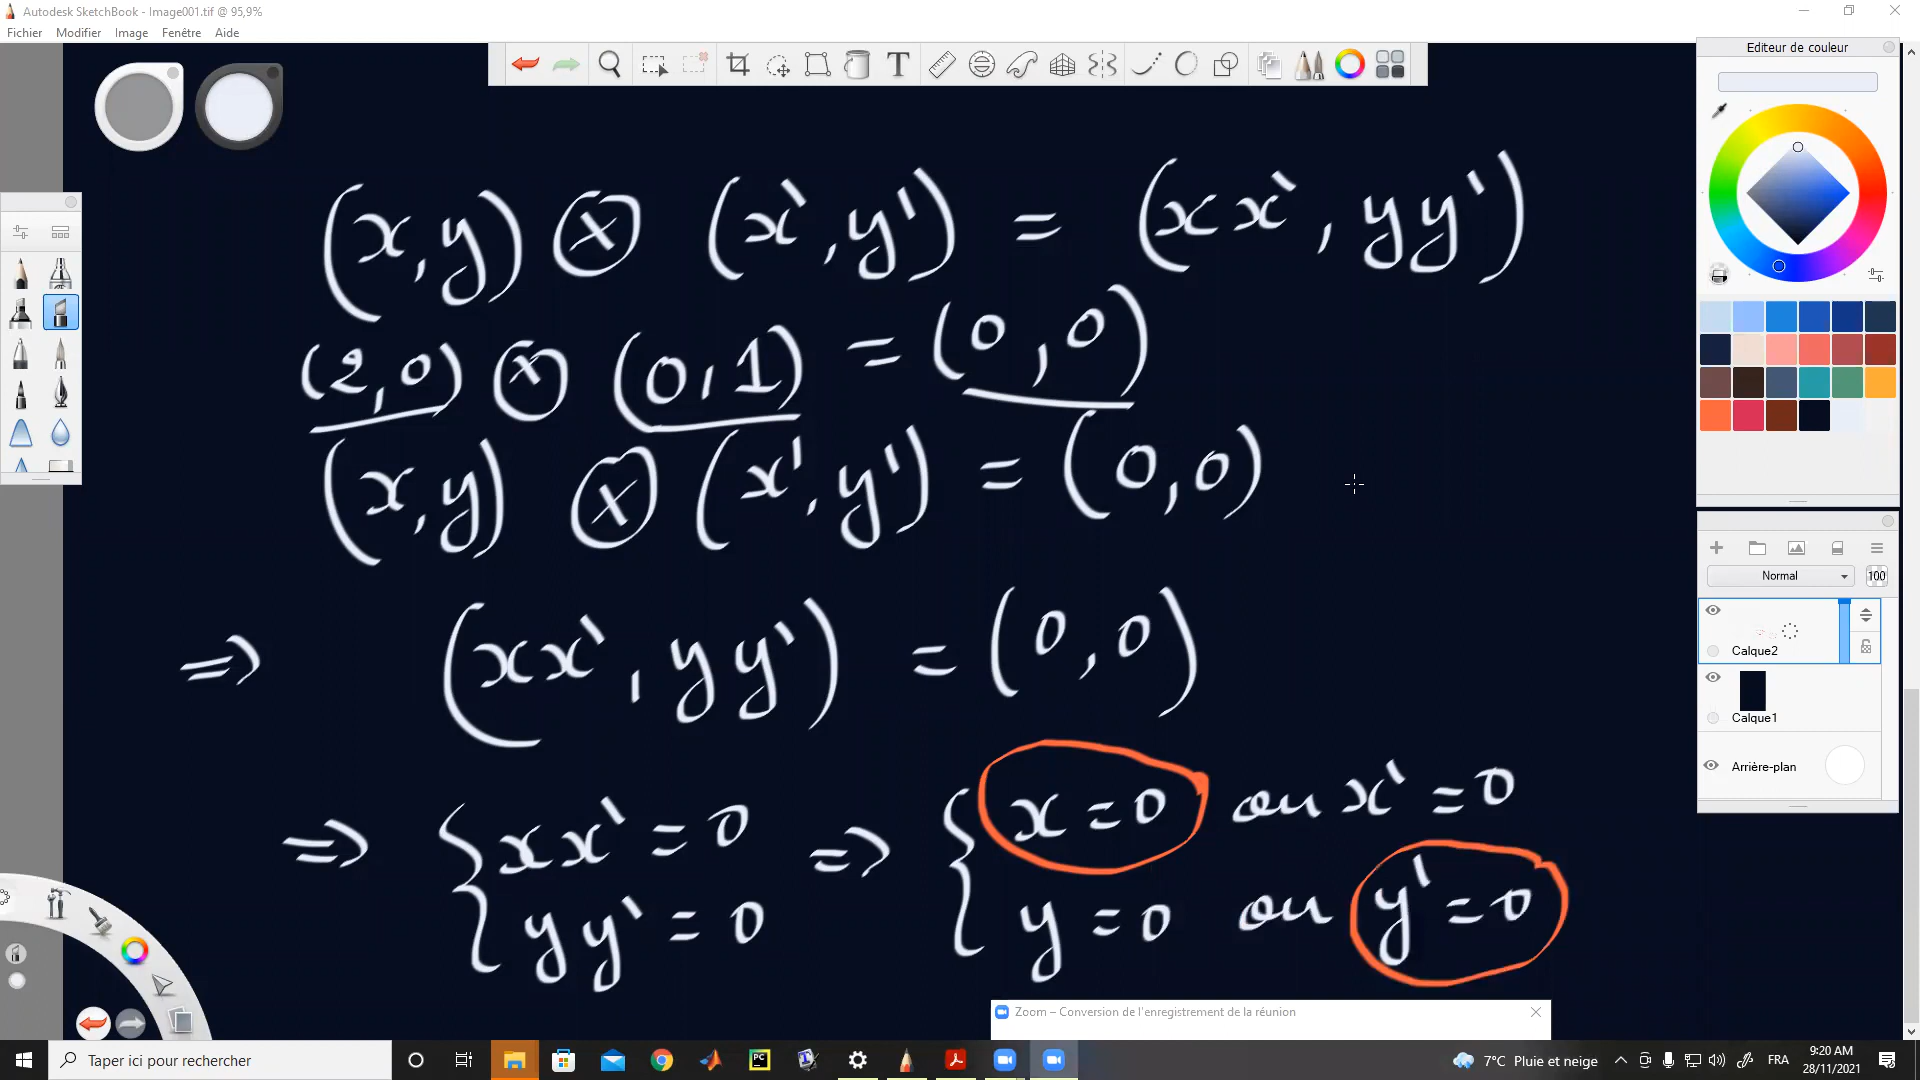 Autodesk SketchBook - Image001.tif @ 95,9%
Fichier Modifier Image Fenêtre Aide
Editeur de couleur
(x,y) ⊗ (x',y') = (xx', yy')
(2,0) ⊗ (0,1) = (0,0)
(x,y) ⊗ (x',y') = (0,0)
Normal 100
=> (xx', yy') = (0,0)
Calque2
Calque1
Arrière-plan
=> { xx' = 0 => { x = 0 ou x' = 0
yy' = 0 y = 0 ou y' = 0
Zoom – Conversion de l'enregistrement de la réunion
Taper ici pour rechercher
7°C Pluie et neige FRA 9:20 AM
28/11/2021